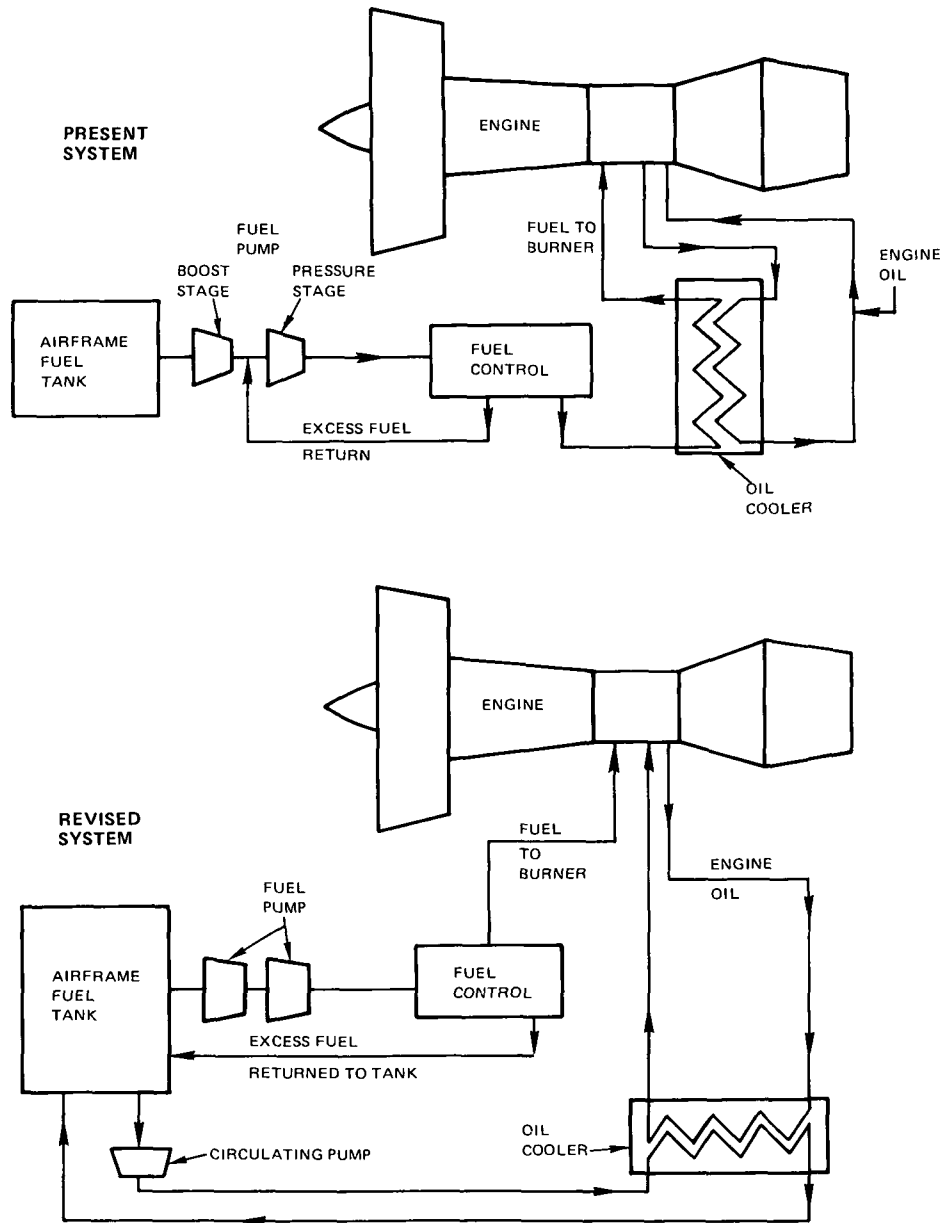 PRESENT
SYSTEM
ENGINE
FUEL TO
BURNER
ENGINE
OIL
FUEL
PUMP
BOOST
STAGE
PRESSURE
STAGE
AIRFRAME
FUEL
TANK
FUEL
CONTROL
EXCESS FUEL
RETURN
OIL
COOLER
REVISED
SYSTEM
ENGINE
FUEL
TO
BURNER
ENGINE
OIL
FUEL
PUMP
AIRFRAME
FUEL
TANK
FUEL
CONTROL
EXCESS FUEL
RETURNED TO TANK
OIL
COOLER
CIRCULATING PUMP